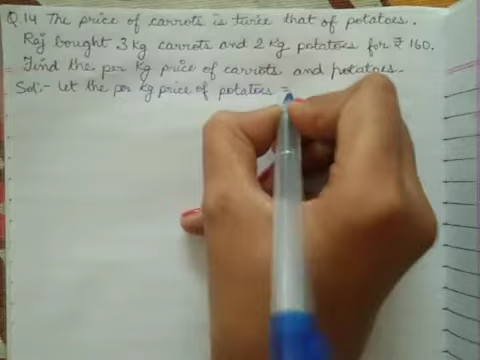 Q.14 The price of carrots is twice that of potatoes.
Raj bought 3 kg carrots and 2 kg potatoes for ₹ 160.
Find the per kg price of carrots and potatoes.
Sol:- Let the per kg price of potatoes =